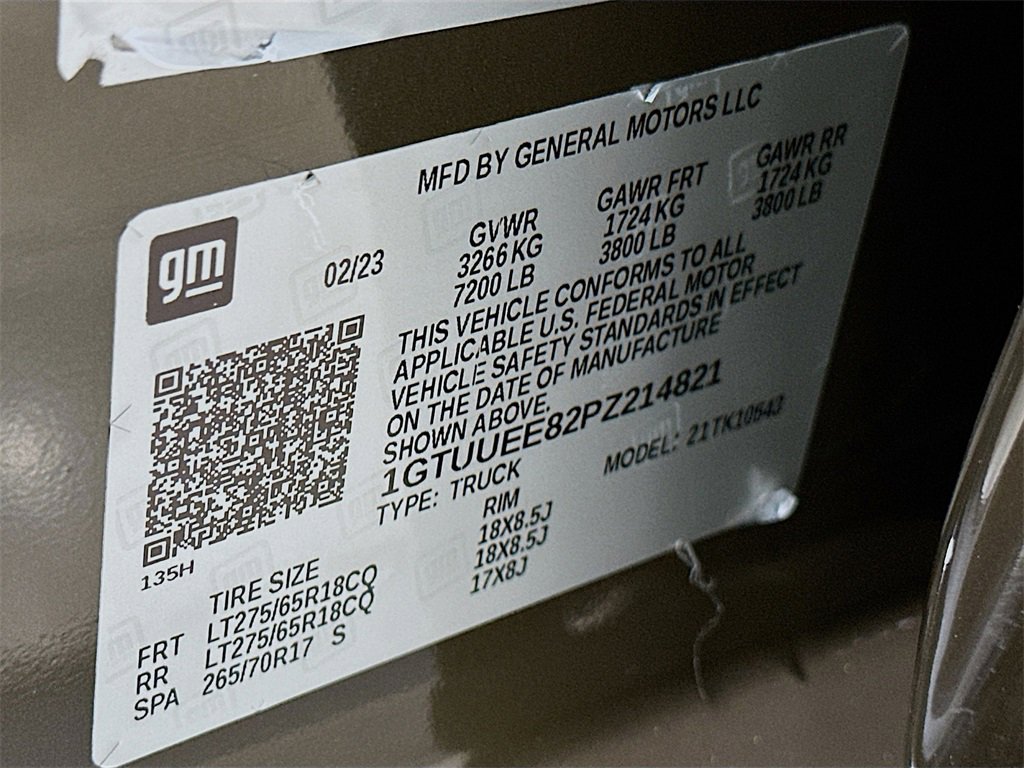 MFD BY GENERAL MOTORS LLC
gm
02/23
GVWR GAWR FRT GAWR RR
3266 KG 1724 KG 1724 KG
7200 LB 3800 LB 3800 LB
THIS VEHICLE CONFORMS TO ALL
APPLICABLE U.S. FEDERAL MOTOR
VEHICLE SAFETY STANDARDS IN EFFECT
ON THE DATE OF MANUFACTURE
SHOWN ABOVE.
1GTUUEE82PZ214821
TYPE: TRUCK MODEL: 21TK10543
135H
TIRE SIZE RIM
FRT LT275/65R18CQ 18X8.5J
RR LT275/65R18CQ 18X8.5J
SPA 265/70R17 S 17X8J